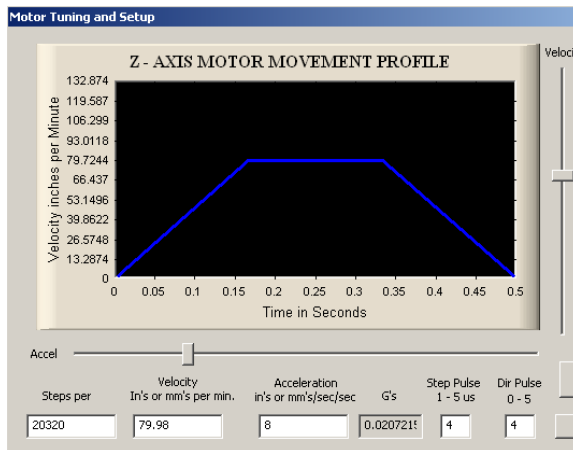 Motor Tuning and Setup
Z - AXIS MOTOR MOVEMENT PROFILE
Velocity inches per Minute
132.874
119.587
106.299
93.0118
79.7244
66.437
53.1496
39.8622
26.5748
13.2874
0
0 0.05 0.1 0.15 0.2 0.25 0.3 0.35 0.4 0.45 0.5
Time in Seconds
Veloci
Accel
Steps per
Velocity
In's or mm's per min.
Acceleration
in's or mm's/sec/sec
G's
Step Pulse
1 - 5 us
Dir Pulse
0 - 5
20320 79.98 8 0.020721 4 4